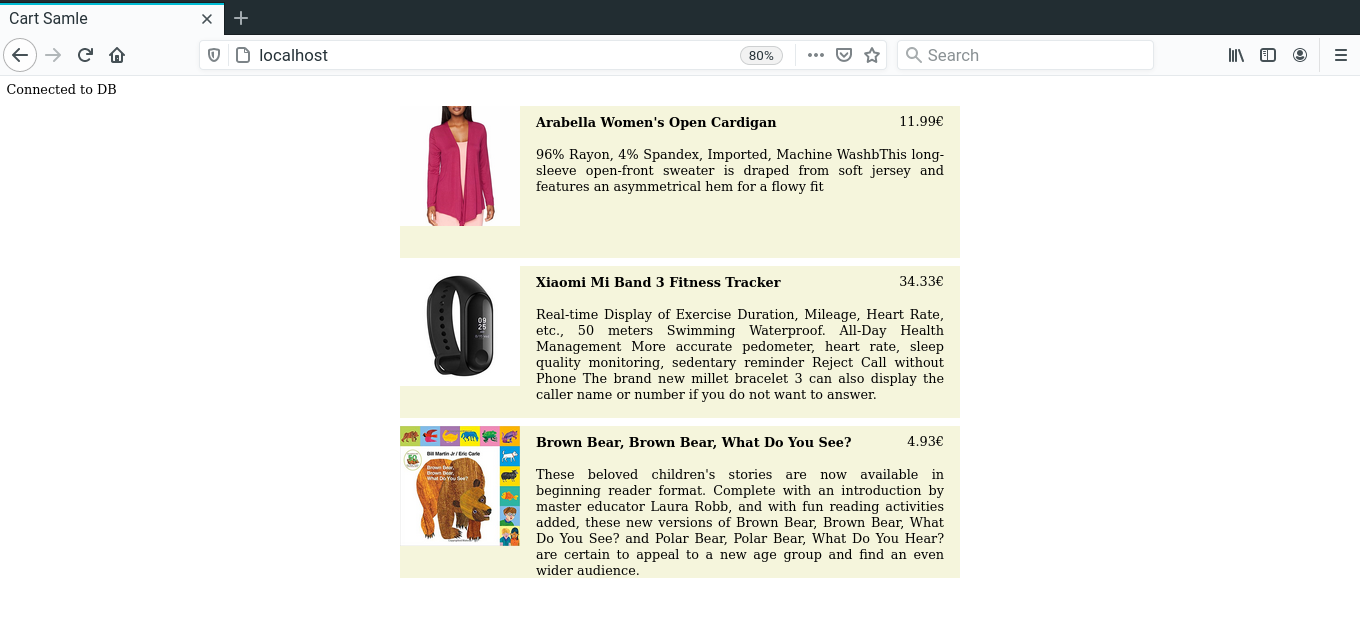 Cart Samle
localhost
80%
Search
Connected to DB
Arabella Women's Open Cardigan
11.99€
96% Rayon, 4% Spandex, Imported, Machine WashbThis long-
sleeve open-front sweater is draped from soft jersey and
features an asymmetrical hem for a flowy fit
09
25
Xiaomi Mi Band 3 Fitness Tracker
34.33€
Real-time Display of Exercise Duration, Mileage, Heart Rate,
etc., 50 meters Swimming Waterproof. All-Day Health
Management More accurate pedometer, heart rate, sleep
quality monitoring, sedentary reminder Reject Call without
Phone The brand new millet bracelet 3 can also display the
caller name or number if you do not want to answer.
Bill Martin Jr / Eric Carle
Brown Bear,
Brown Bear,
What Do You See?
50
Brown Bear, Brown Bear, What Do You See?
4.93€
These beloved children's stories are now available in
beginning reader format. Complete with an introduction by
master educator Laura Robb, and with fun reading activities
added, these new versions of Brown Bear, Brown Bear, What
Do You See? and Polar Bear, Polar Bear, What Do You Hear?
are certain to appeal to a new age group and find an even
wider audience.